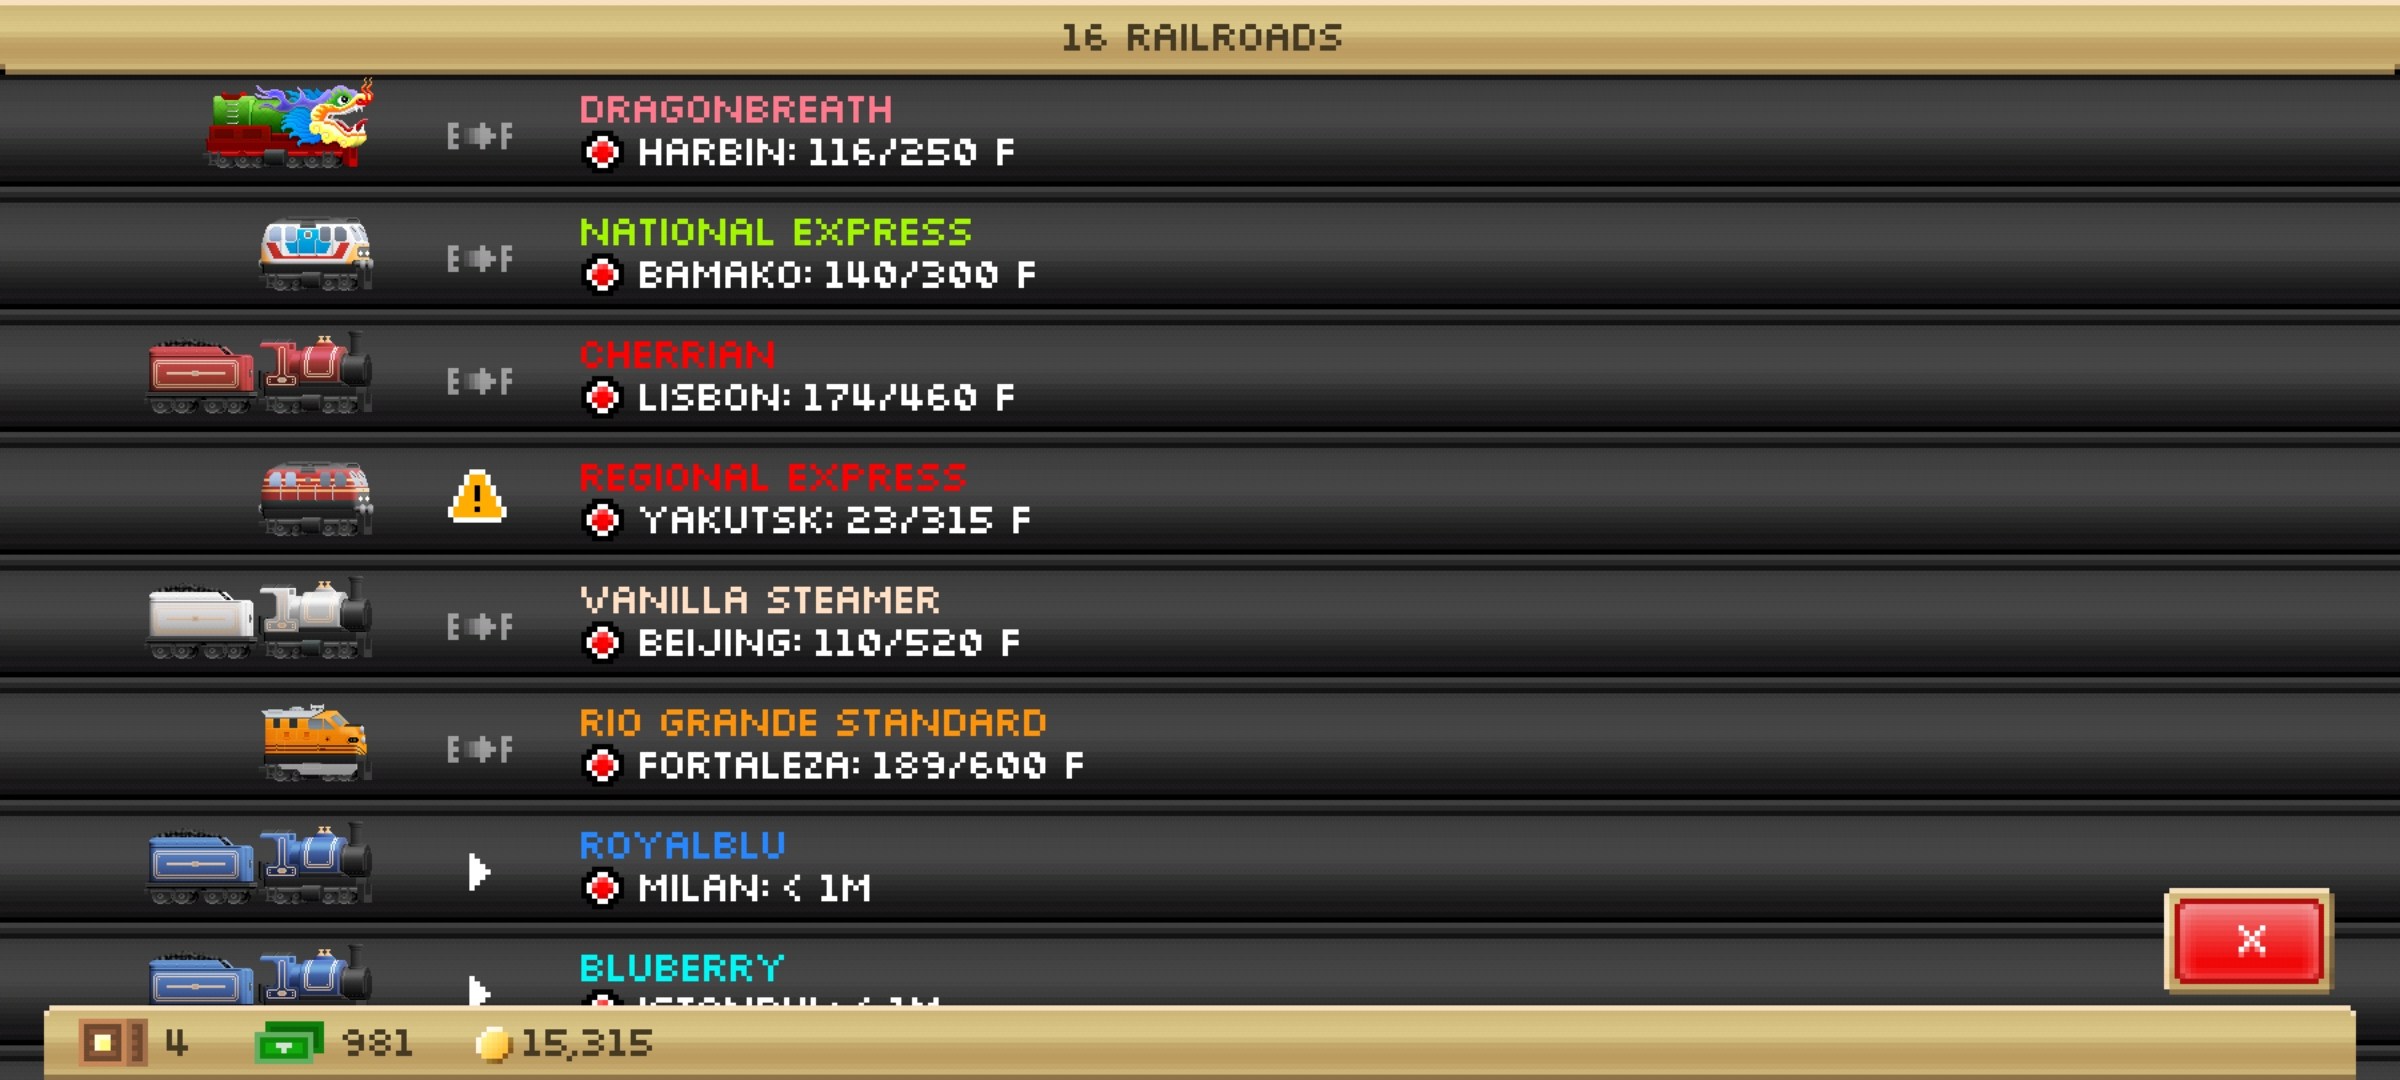 16 RAILROADS
DRAGONBREATH
E F
HARBIN: 116/250 F
NATIONAL EXPRESS
E F
BAMAKO: 140/300 F
CHERRIAN
E F
LISBON: 174/460 F
REGIONAL EXPRESS
!
YAKUTSK: 23/315 F
VANILLA STEAMER
E F
BEIJING: 110/520 F
RIO GRANDE STANDARD
E F
FORTALEZA: 189/600 F
ROYALBLU
MILAN: < 1M
X
BLUBERRY
ISTANBUL: < 1M
4 981 15,315